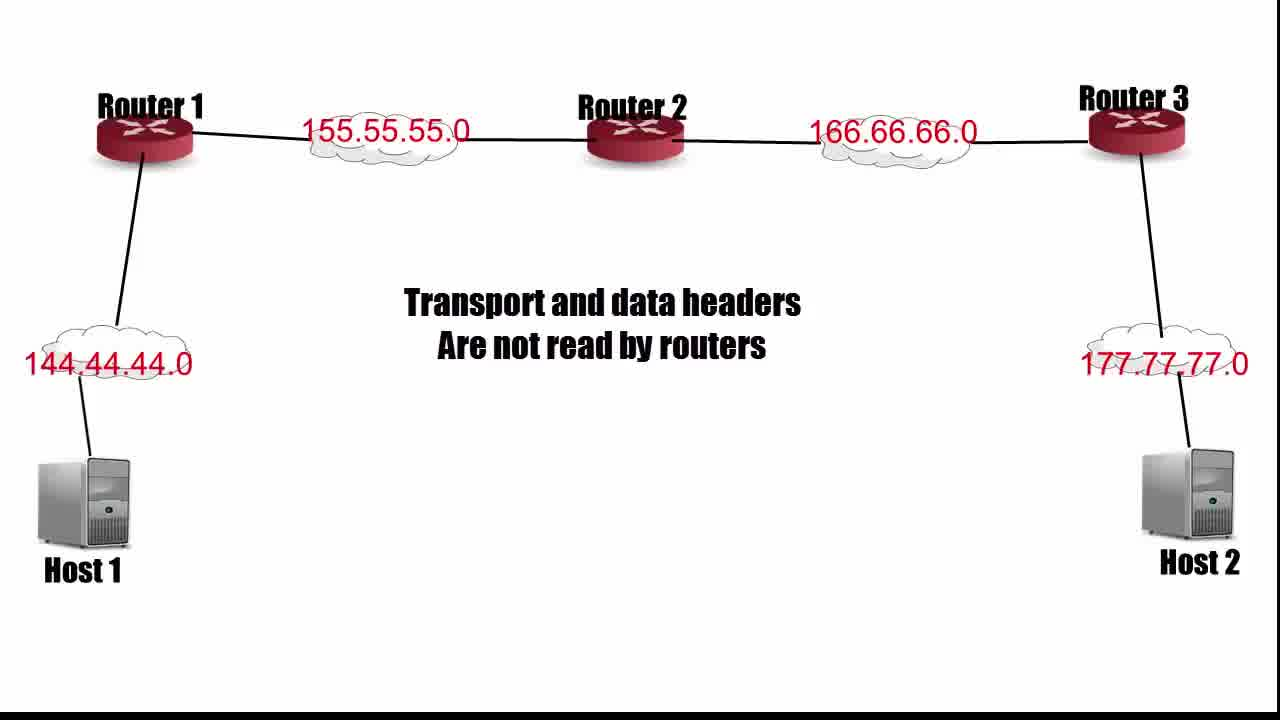 Router 1
155.55.55.0
Router 2
166.66.66.0
Router 3
Transport and data headers
Are not read by routers
144.44.44.0
177.77.77.0
Host 1
Host 2